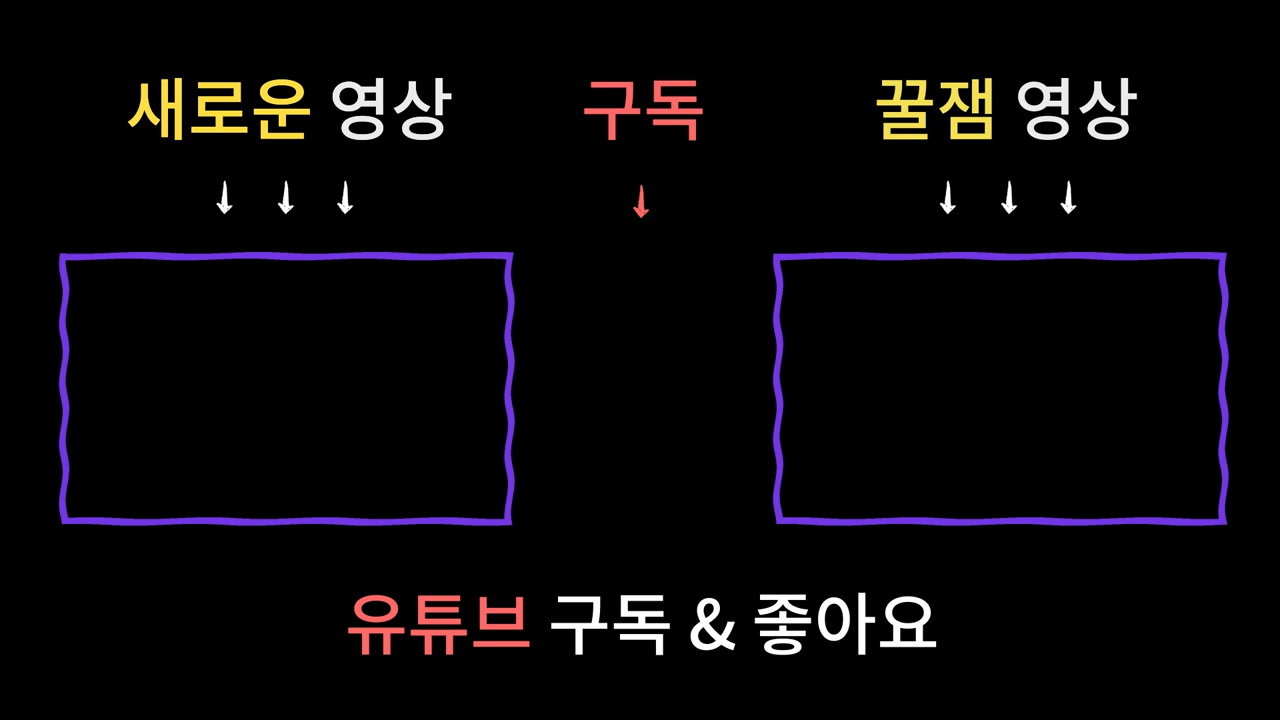 새로운 영상
구독
꿀잼 영상
유튜브 구독 & 좋아요